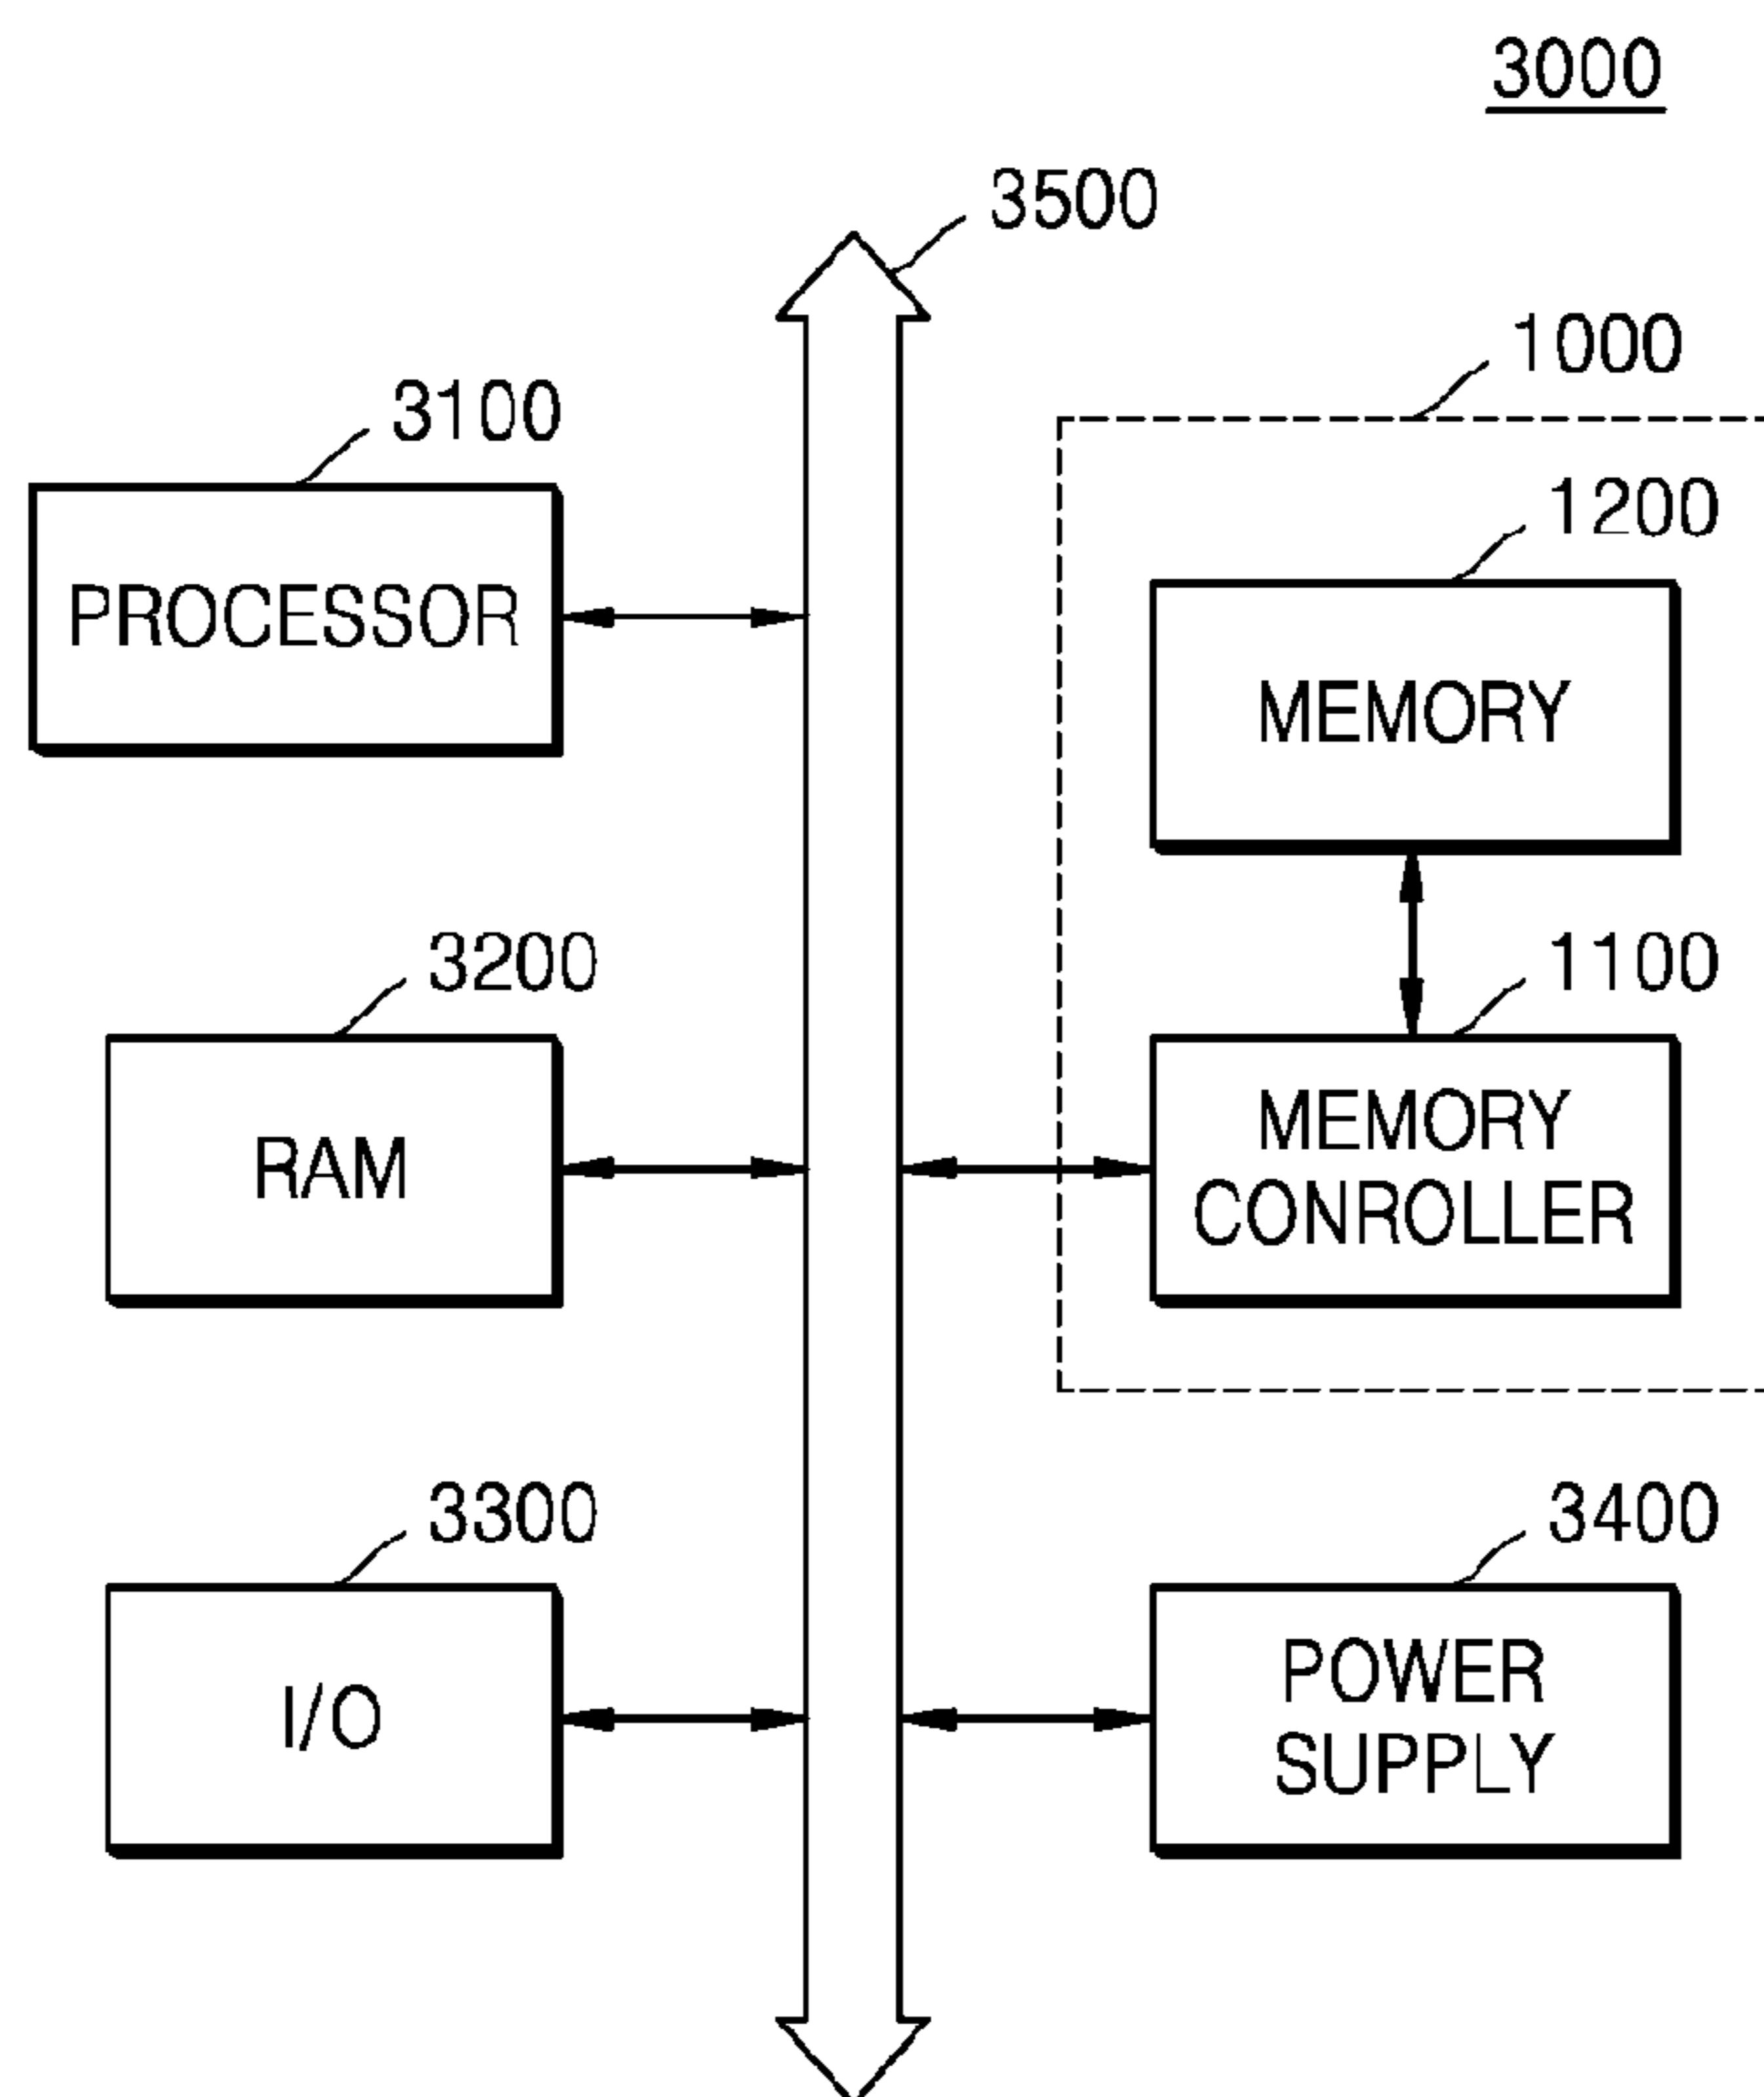 3000
3500
1000
3100
1200
PROCESSOR
MEMORY
3200
1100
RAM
MEMORY
CONROLLER
3300
3400
I/O
POWER
SUPPLY